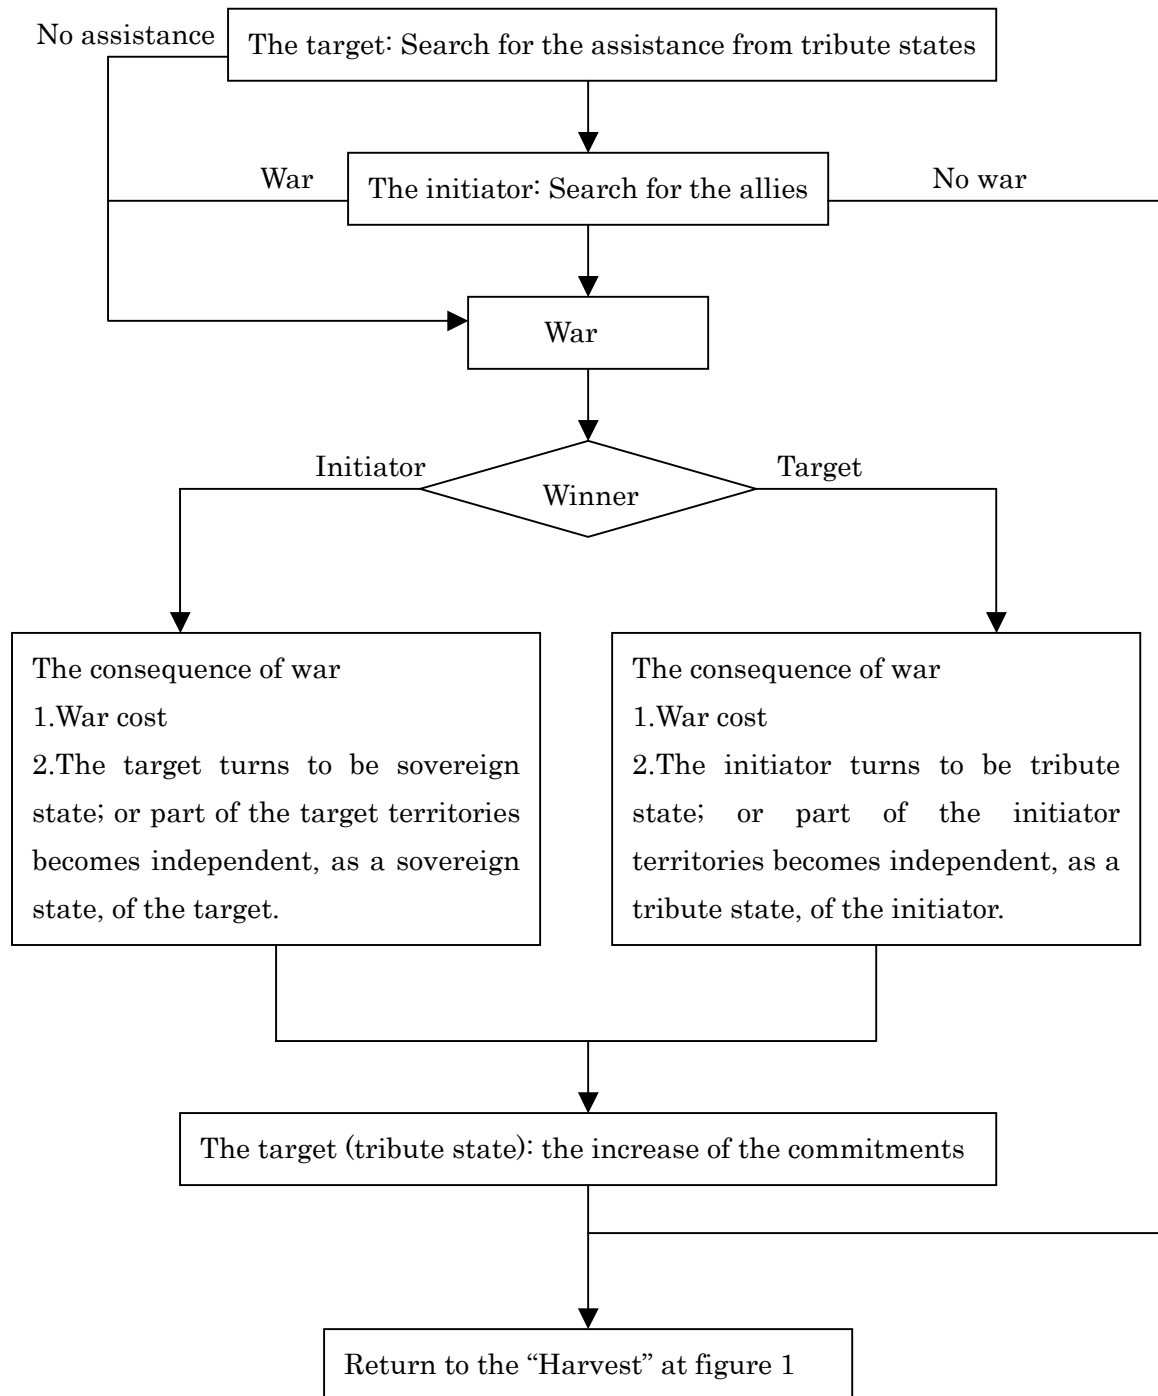 No assistance
The target: Search for the assistance from tribute states
War
The initiator: Search for the allies
No war
War
Initiator
Target
Winner
The consequence of war
1.War cost
2.The target turns to be sovereign
state; or part of the target territories
becomes independent, as a sovereign
state, of the target.
The consequence of war
1.War cost
2.The initiator turns to be tribute
state; or part of the initiator
territories becomes independent, as a
tribute state, of the initiator.
The target (tribute state): the increase of the commitments
Return to the “Harvest” at figure 1